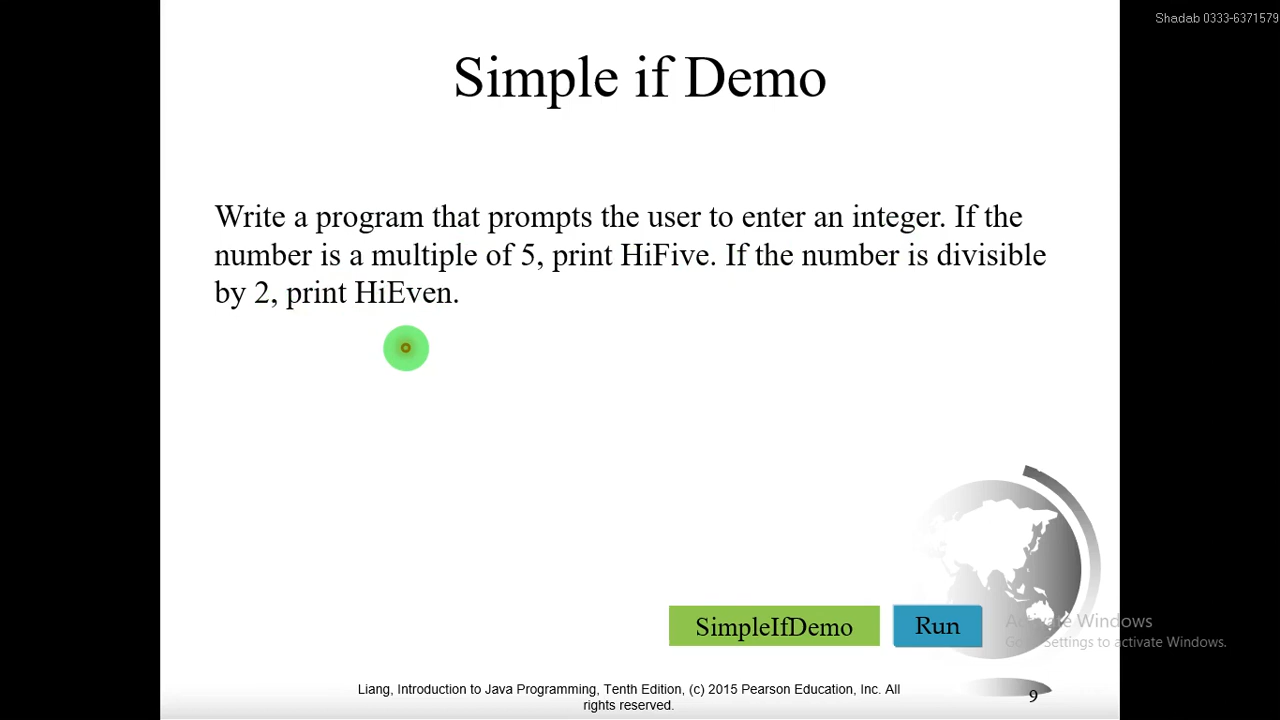 Shadab 0333-6371579
Simple if Demo
Write a program that prompts the user to enter an integer. If the
number is a multiple of 5, print HiFive. If the number is divisible
by 2, print HiEven.
SimpleIfDemo
Run
Activate Windows
Go to Settings to activate Windows.
Liang, Introduction to Java Programming, Tenth Edition, (c) 2015 Pearson Education, Inc. All
rights reserved.
9